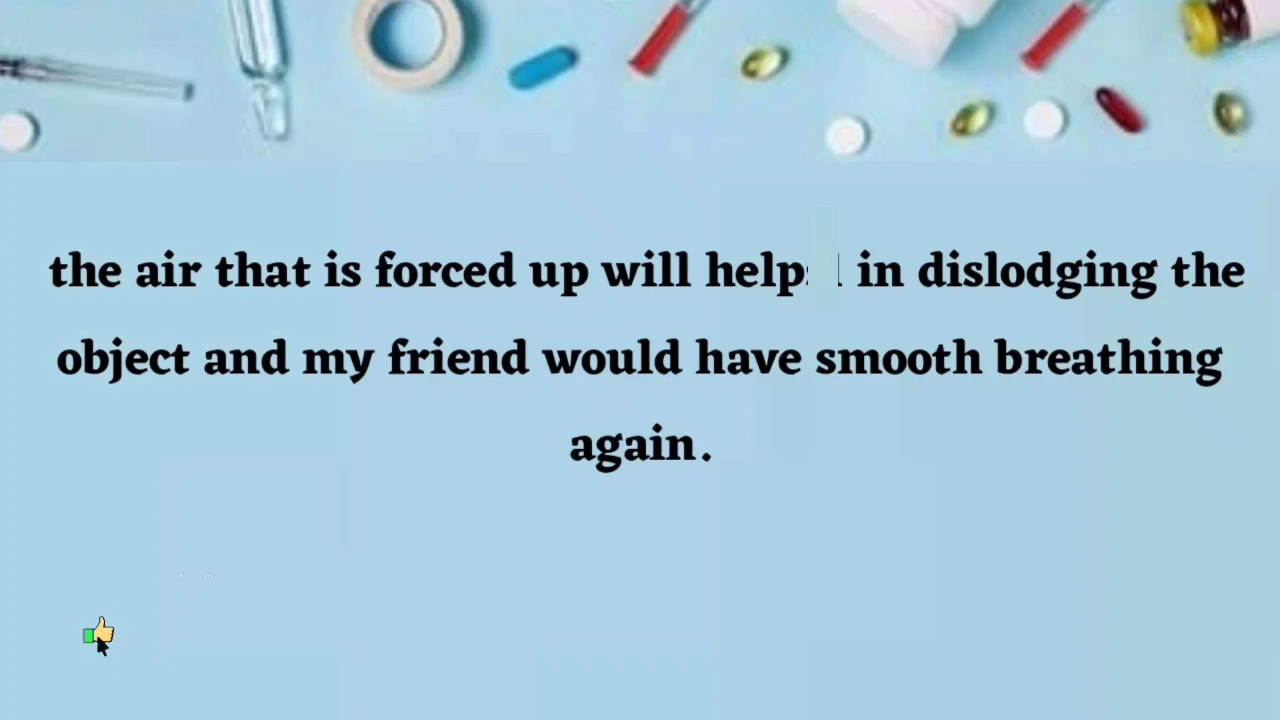 the air that is forced up will help in dislodging the
object and my friend would have smooth breathing
again.